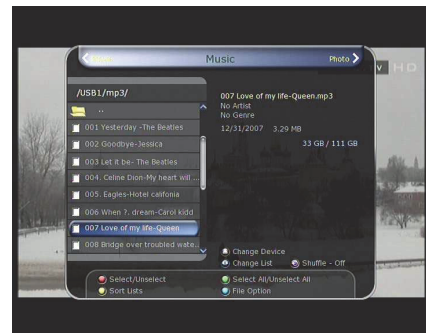 Music
Photo
V HD
/USB1/mp3/
..
001 Yesterday -The Beatles
002 Goodbye-Jessica
003 Let it be- The Beatles
004. Celine Dion-My heart will ...
005. Eagles-Hotel califonia
006 When ?. dream-Carol kidd
007 Love of my life-Queen
008 Bridge over troubled wate..
007 Love of my life-Queen.mp3
No Artist
No Genre
12/31/2007 3.29 MB
33 GB / 111 GB
Change Device
Change List Shuffle - Off
Select/Unselect Select All/Unselect All
Sort Lists File Option